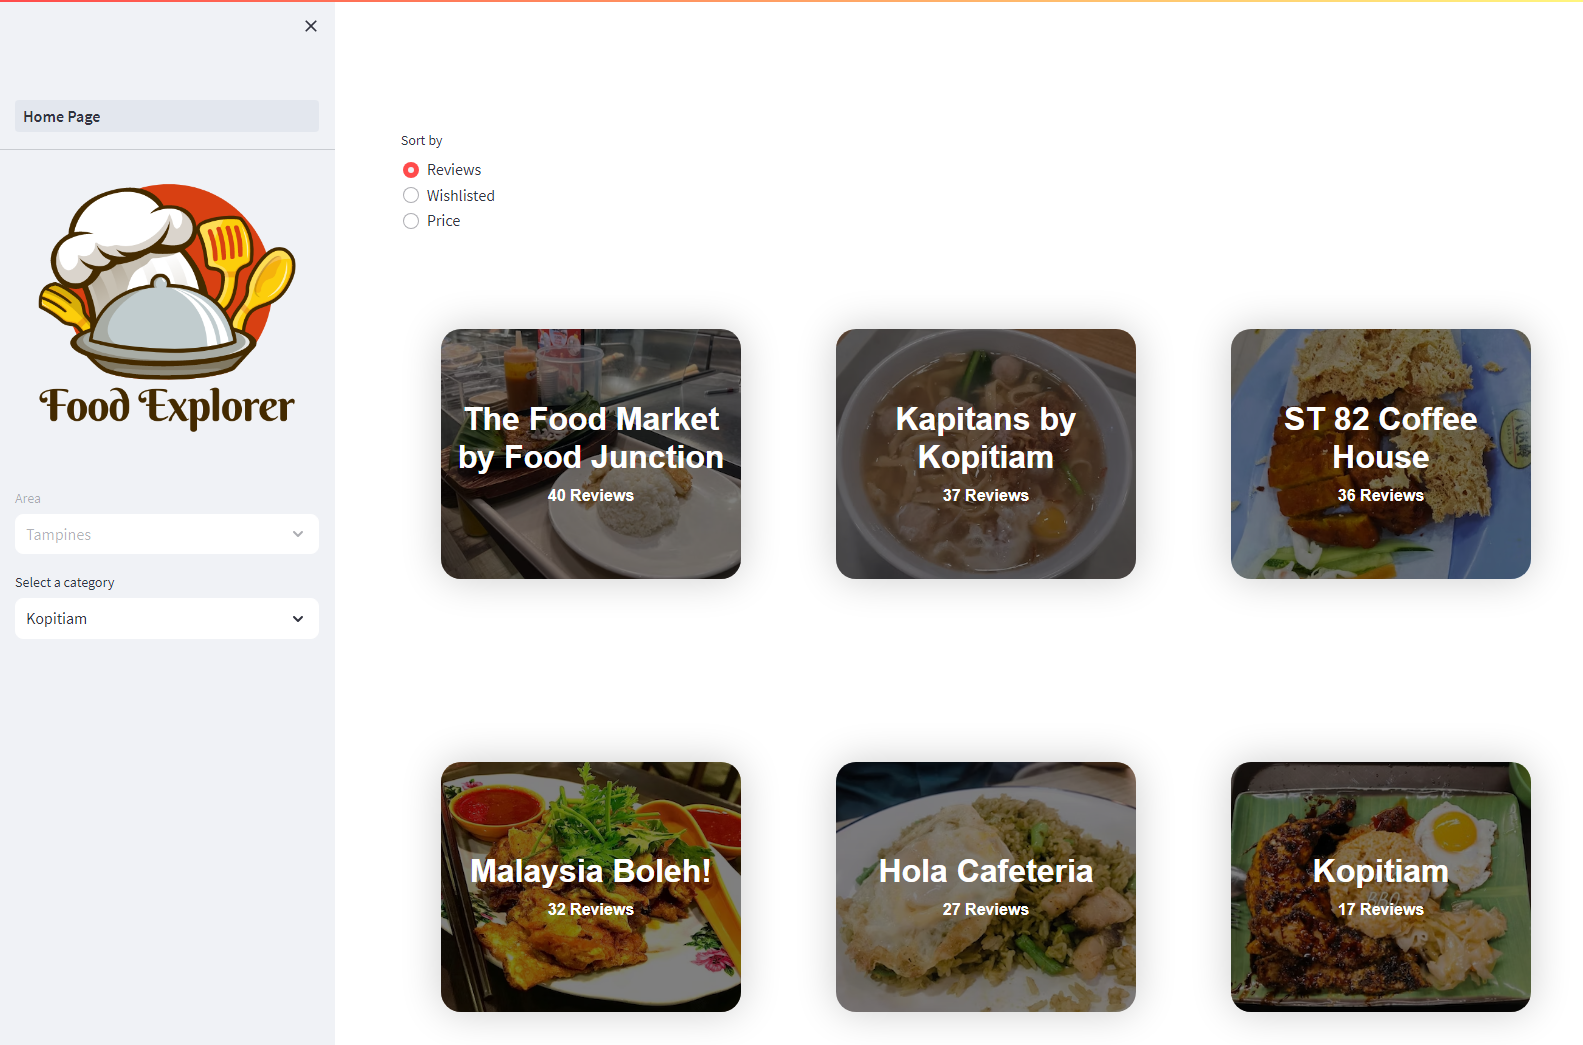 Home Page
Food Explorer
Area
Tampines
Select a category
Kopitiam
Sort by
Reviews
Wishlisted
Price
The Food Market
by Food Junction
40 Reviews
Kapitans by
Kopitiam
37 Reviews
ST 82 Coffee
House
36 Reviews
Malaysia Boleh!
32 Reviews
Hola Cafeteria
27 Reviews
Kopitiam
17 Reviews